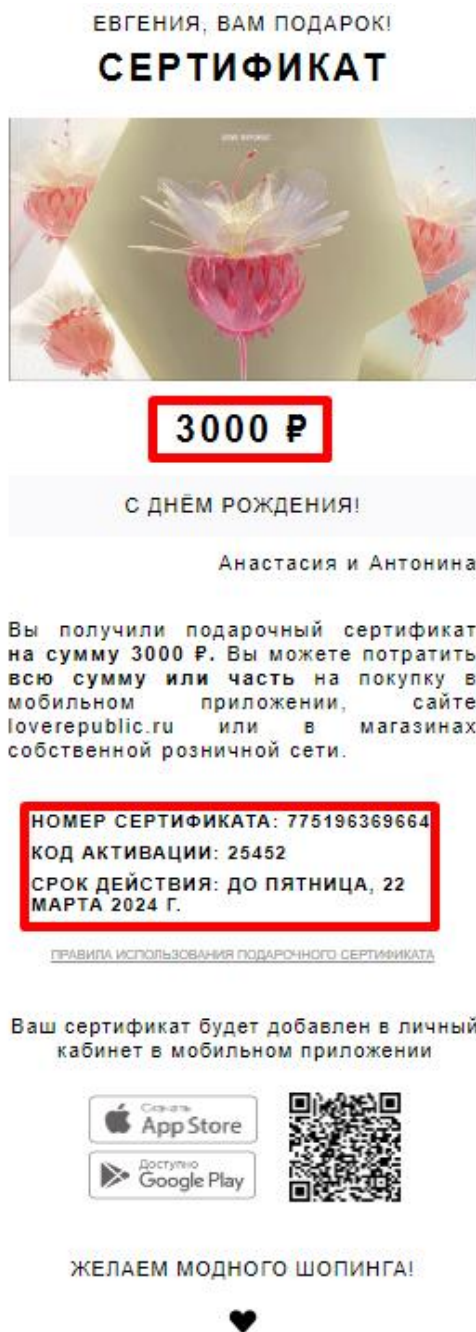 ЕВГЕНИЯ, ВАМ ПОДАРОК!
СЕРТИФИКАТ
LOVE REPUBLIC
3000 ₽
С ДНЁМ РОЖДЕНИЯ!
Анастасия и Антонина
Вы получили подарочный сертификат
на сумму 3000 ₽. Вы можете потратить
всю сумму или часть на покупку в
мобильном приложении, сайте
loverepublic.ru или в магазинах
собственной розничной сети.
НОМЕР СЕРТИФИКАТА: 775196369664
КОД АКТИВАЦИИ: 25452
СРОК ДЕЙСТВИЯ: ДО ПЯТНИЦА, 22
МАРТА 2024 Г.
ПРАВИЛА ИСПОЛЬЗОВАНИЯ ПОДАРОЧНОГО СЕРТИФИКАТА
Ваш сертификат будет добавлен в личный
кабинет в мобильном приложении
Скачать
App Store
Доступно
Google Play
ЖЕЛАЕМ МОДНОГО ШОПИНГА!